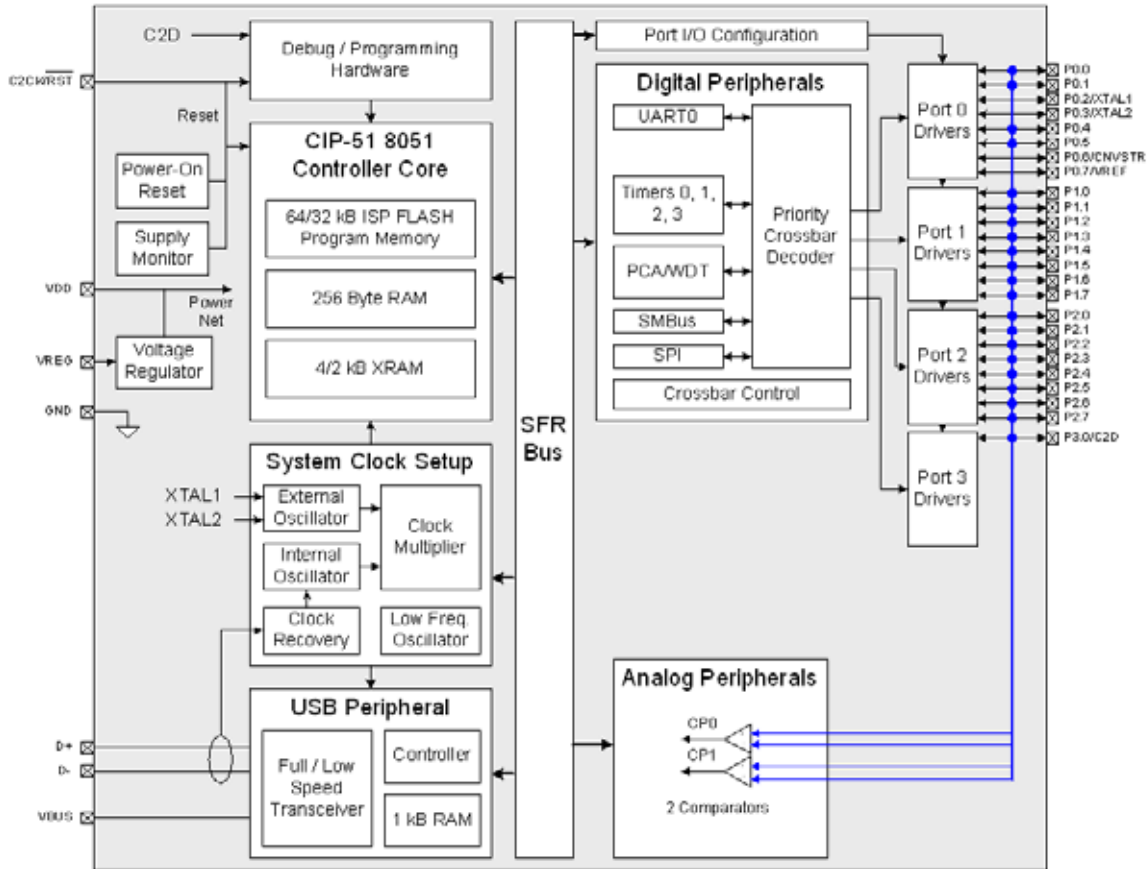 C2D
C2CK/RST
Debug / Programming
Hardware
Reset
Power-On
Reset
Supply
Monitor
VDD
Power
Net
VREG
Voltage
Regulator
GND
CIP-51 8051
Controller Core
64/32 kB ISP FLASH
Program Memory
256 Byte RAM
4/2 kB XRAM
System Clock Setup
XTAL1
XTAL2
External
Oscillator
Internal
Oscillator
Clock
Recovery
Clock
Multiplier
Low Freq.
Oscillator
USB Peripheral
D+
D-
VBUS
Full / Low
Speed
Transceiver
Controller
1 kB RAM
SFR
Bus
Port I/O Configuration
Digital Peripherals
UART0
Timers 0, 1,
2, 3
PCA/WDT
SMBus
SPI
Priority
Crossbar
Decoder
Crossbar Control
Port 0
Drivers
Port 1
Drivers
Port 2
Drivers
Port 3
Drivers
P0.0
P0.1
P0.2/XTAL1
P0.3/XTAL2
P0.4
P0.5
P0.6/CNVSTR
P0.7/VREF
P1.0
P1.1
P1.2
P1.3
P1.4
P1.5
P1.6
P1.7
P2.0
P2.1
P2.2
P2.3
P2.4
P2.5
P2.6
P2.7
P3.0/C2D
Analog Peripherals
CP0
CP1
2 Comparators